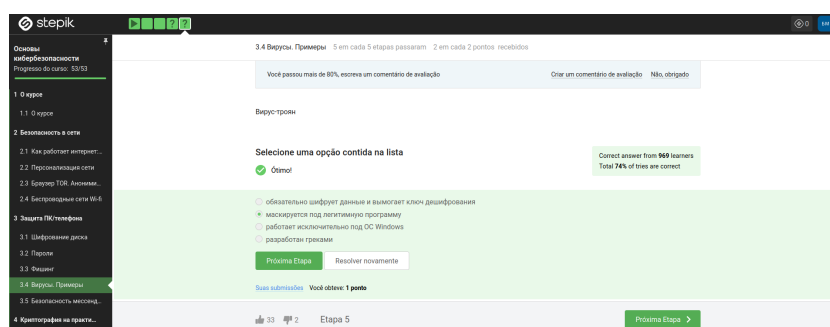 stepik
0
Основы кибербезопасности
Progresso do curso: 53/53
1 О курсе
1.1 О курсе
2 Безопасность в сети
2.1 Как работает интернет:...
2.2 Персонализация сети
2.3 Браузер TOR. Анонима...
2.4 Беспроводные сети Wi-fi
3 Защита ПК/телефона
3.1 Шифрование диска
3.2 Пароли
3.3 Фишинг
3.4 Вирусы. Примеры
3.5 Безопасность мессенд...
4 Криптография на практи...
3.4 Вирусы. Примеры 5 em cada 5 etapas passaram 2 em cada 2 pontos recebidos
Você passou mais de 80%, escreva um comentário de avaliação Criar um comentário de avaliação Não, obrigado
Вирус-троян
Selecione uma opção contida na lista
Ótimo!
Correct answer from 969 learners
Total 74% of tries are correct
обязательно шифрует данные и вымогает ключ дешифрования
маскируется под легитимную программу
работает исключительно под ОС Windows
разработан греками
Próxima Etapa Resolver novamente
Suas submissões Você obteve: 1 ponto
33 2 Etapa 5 Próxima Etapa